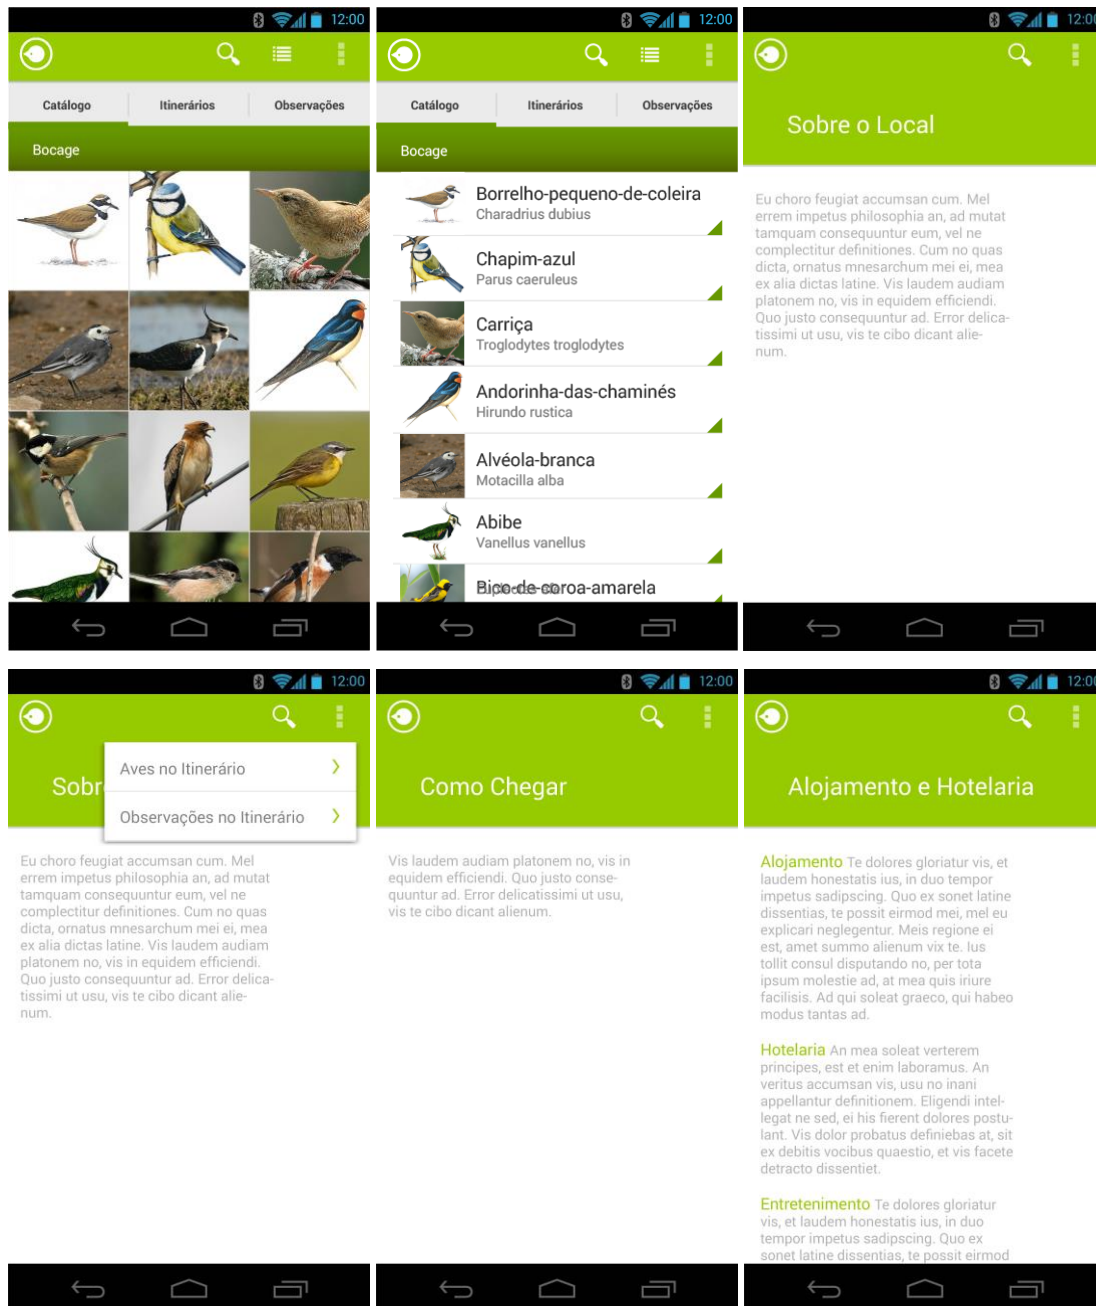 12:00
Catálogo
Itinerários
Observações
Bocage
12:00
Catálogo
Itinerários
Observações
Bocage
Borrelho-pequeno-de-coleira
Charadrius dubius
Chapim-azul
Parus caeruleus
Carriça
Troglodytes troglodytes
Andorinha-das-chaminés
Hirundo rustica
Alvéola-branca
Motacilla alba
Abibe
Vanellus vanellus
Bico-de-coroa-amarela
12:00
Sobre o Local
Eu choro feugiat accumsan cum. Mel
errem impetus philosophia an, ad mutat
tamquam consequuntur eum, vel ne
complectitur definitiones. Cum no quas
dicta, ornatus mnesarchum mei ei, mea
ex alia dictas latine. Vis laudem audiam
platonem no, vis in equidem efficiendi.
Quo justo consequuntur ad. Error delica-
tissimi ut usu, vis te cibo dicant alie-
num.
12:00
Sobr
Aves no Itinerário
Observações no Itinerário
Eu choro feugiat accumsan cum. Mel
errem impetus philosophia an, ad mutat
tamquam consequuntur eum, vel ne
complectitur definitiones. Cum no quas
dicta, ornatus mnesarchum mei ei, mea
ex alia dictas latine. Vis laudem audiam
platonem no, vis in equidem efficiendi.
Quo justo consequuntur ad. Error delica-
tissimi ut usu, vis te cibo dicant alie-
num.
12:00
Como Chegar
Vis laudem audiam platonem no, vis in
equidem efficiendi. Quo justo conse-
quuntur ad. Error delicatissimi ut usu,
vis te cibo dicant alienum.
12:00
Alojamento e Hotelaria
Alojamento Te dolores gloriatur vis, et
laudem honestatis ius, in duo tempor
impetus sadipscing. Quo ex sonet latine
dissentias, te possit eirmod mei, mel eu
explicari neglegentur. Meis regione ei
est, amet summo alienum vix te. Ius
tollit consul disputando no, per tota
ipsum molestie ad, at mea quis iriure
facilisis. Ad qui soleat graeco, qui habeo
modus tantas ad.
Hotelaria An mea soleat verterem
principes, est et enim laboramus. An
veritus accumsan vis, usu no inani
appellantur definitionem. Eligendi intel-
legat ne sed, ei his fierent dolores postu-
lant. Vis dolor probatus definiebas at, sit
ex debitis vocibus quaestio, et vis facete
detracto dissentiet.
Entretenimento Te dolores gloriatur
vis, et laudem honestatis ius, in duo
tempor impetus sadipscing. Quo ex
sonet latine dissentias, te possit eirmod